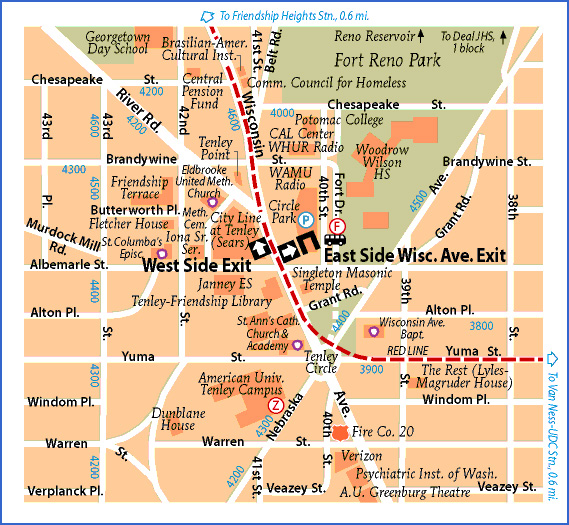 To Friendship Heights Stn., 0.6 mi.
Georgetown
Day School
Brasilian-Amer.
Cultural Inst.
41st St.
Belt Rd.
Reno Reservoir
To Deal JHS,
1 block
Fort Reno Park
Chesapeake St.
4200
Central
Pension
Fund
Comm. Council for Homeless
43rd
43rd
4600
River Rd.
4200
42nd
4600
Wisconsin
4000
Chesapeake St.
Potomac College
CAL Center
WHUR Radio
Woodrow
Wilson
HS
Tenley
Point
Brandywine
St.
Brandywine St.
4300
4500
Eldbrooke
United Meth.
Church
WAMU
Radio
40th St.
Fort Dr.
Ave.
4500
Grant Rd.
38th
Friendship
Terrace
Pl.
Butterworth Pl.
Meth.
Cem.
City Line
at Tenley
(Sears)
Circle
Park
P
F
Fletcher House
Iona Sr.
Ser.
Murdock Mill
Rd.
St. Columba's
Episc.
West Side Exit
East Side Wisc. Ave. Exit
Albemarle St.
Singleton Masonic
Temple
4400
Janney ES
Grant Rd.
39th
Tenley-Friendship Library
4400
Alton Pl.
St.
St.
St. Ann's Cath.
Church &
Academy
Wisconsin Ave.
Bapt.
Alton Pl.
3800
St.
Yuma St.
Tenley
Circle
RED LINE
Yuma St.
3900
4300
American Univ.
Tenley Campus
The Rest (Lyles-
Magruder House)
To Van Ness-UDC Stn., 0.6 mi.
Windom Pl.
Z
Windom Pl.
Dunblane
House
4300
Nebraska
Ave.
St.
40th
Fire Co. 20
Warren St.
Warren St.
4200
4200
41st St.
St.
Verizon
Psychiatric Inst. of Wash.
Verplanck Pl.
Veazey St.
A.U. Greenburg Theatre
Veazey St.